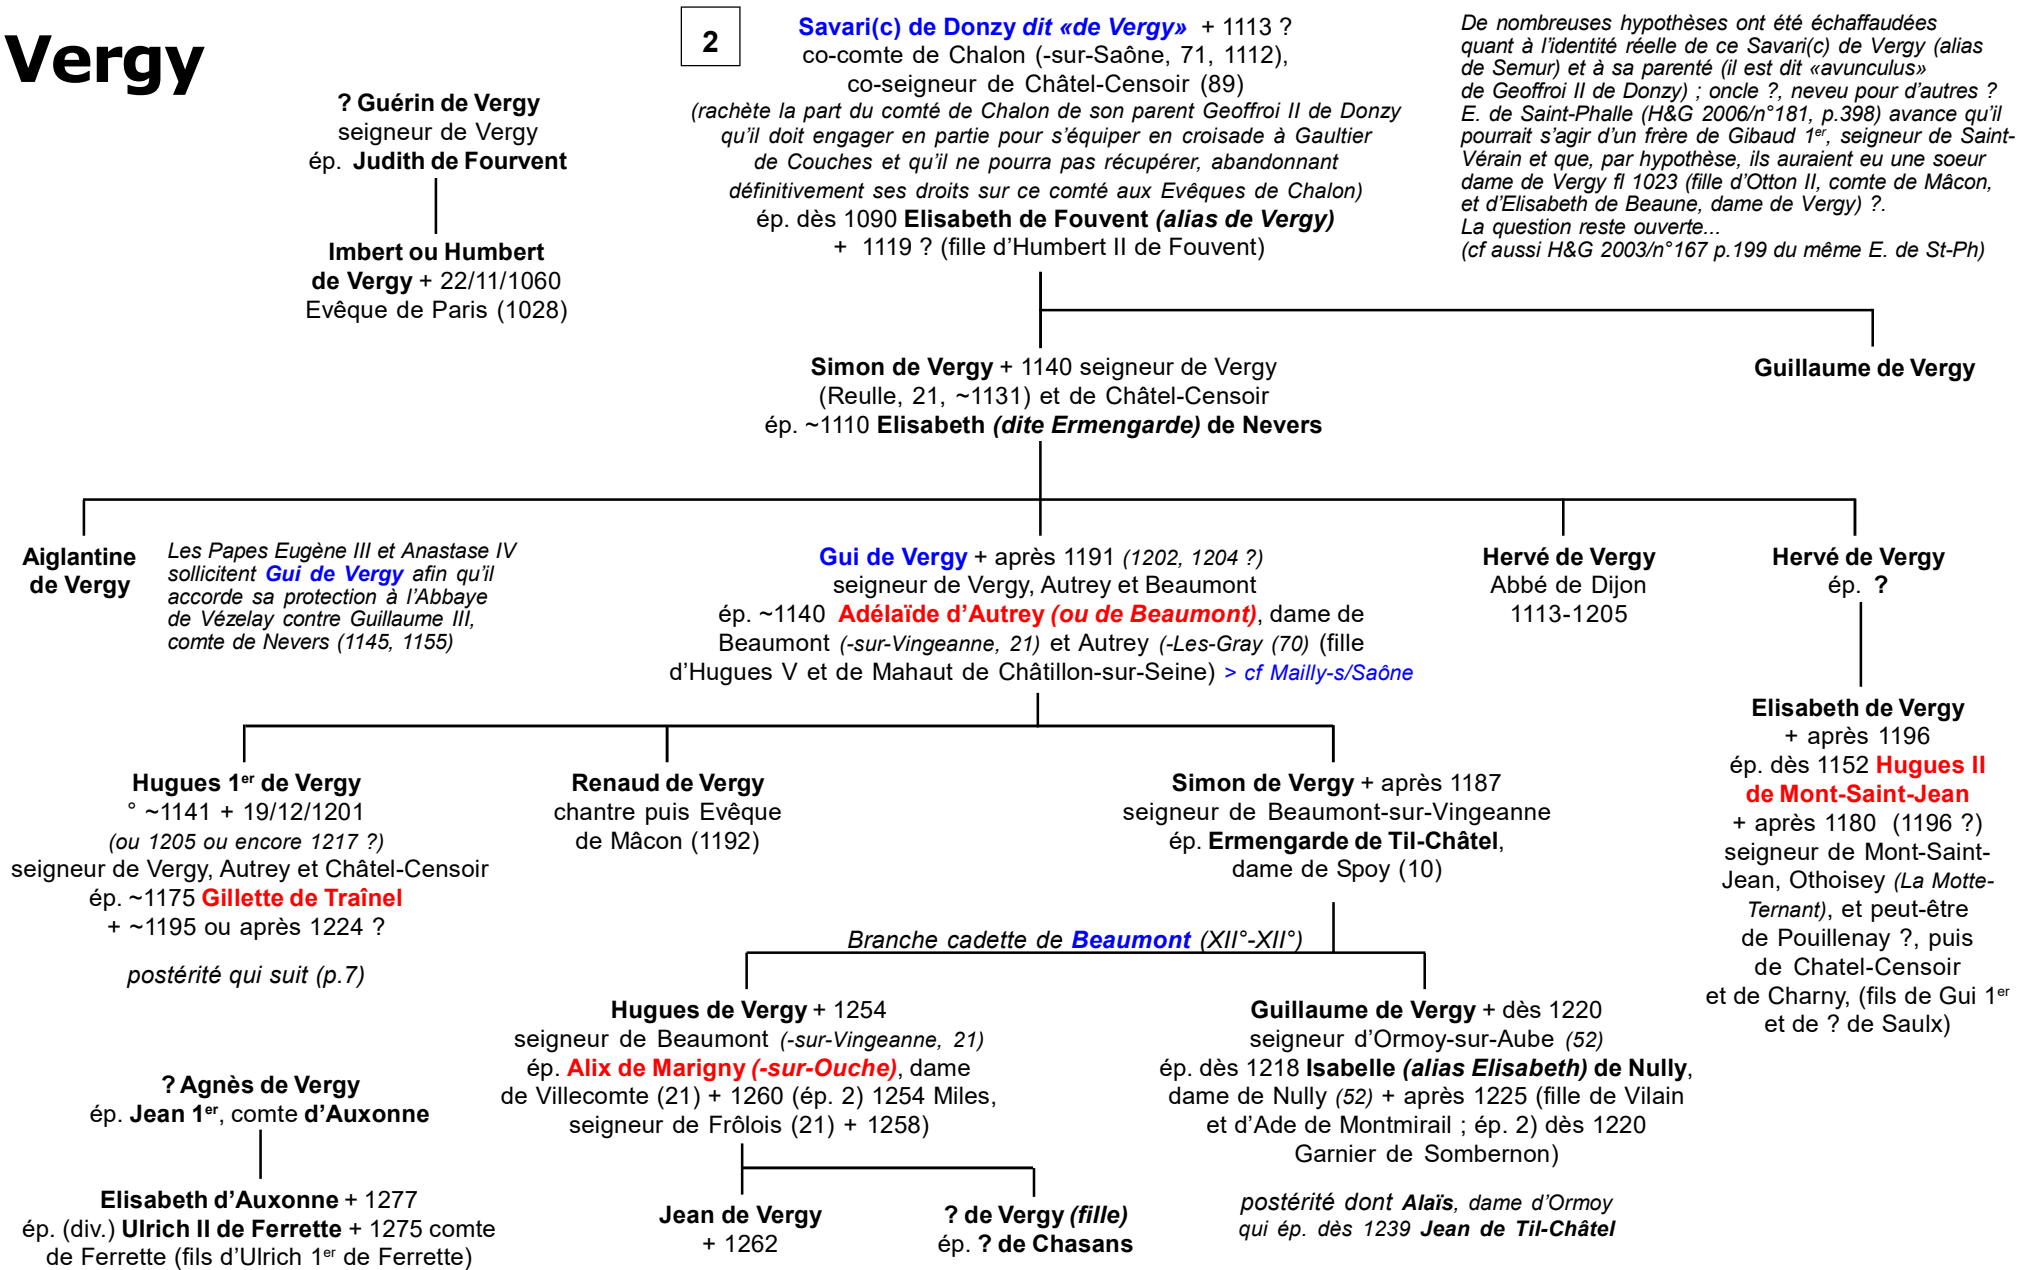 Vergy
2
Savari(c) de Donzy dit «de Vergy» + 1113 ?
co-comte de Chalon (-sur-Saône, 71, 1112),
co-seigneur de Châtel-Censoir (89)
(rachète la part du comté de Chalon de son parent Geoffroi II de Donzy
qu'il doit engager en partie pour s'équiper en croisade à Gaultier
de Couches et qu'il ne pourra pas récupérer, abandonnant
définitivement ses droits sur ce comté aux Evêques de Chalon)
ép. dès 1090 Elisabeth de Fouvent (alias de Vergy)
+ 1119 ? (fille d'Humbert II de Fouvent)
De nombreuses hypothèses ont été échaffaudées
quant à l'identité réelle de ce Savari(c) de Vergy (alias
de Semur) et à sa parenté (il est dit «avunculus»
de Geoffroi II de Donzy) ; oncle ?, neveu pour d'autres ?
E. de Saint-Phalle (H&G 2006/n°181, p.398) avance qu'il
pourrait s'agir d'un frère de Gibaud 1er, seigneur de Saint-
Vérain et que, par hypothèse, ils auraient eu une soeur
dame de Vergy fl 1023 (fille d'Otton II, comte de Mâcon,
et d'Elisabeth de Beaune, dame de Vergy) ?.
La question reste ouverte...
(cf aussi H&G 2003/n°167 p.199 du même E. de St-Ph)
? Guérin de Vergy
seigneur de Vergy
ép. Judith de Fourvent
Imbert ou Humbert
de Vergy + 22/11/1060
Evêque de Paris (1028)
Simon de Vergy + 1140 seigneur de Vergy
(Reulle, 21, ~1131) et de Châtel-Censoir
ép. ~1110 Elisabeth (dite Ermengarde) de Nevers
Guillaume de Vergy
Aiglantine
de Vergy
Les Papes Eugène III et Anastase IV
sollicitent Gui de Vergy afin qu'il
accorde sa protection à l'Abbaye
de Vézelay contre Guillaume III,
comte de Nevers (1145, 1155)
Gui de Vergy + après 1191 (1202, 1204 ?)
seigneur de Vergy, Autrey et Beaumont
ép. ~1140 Adélaïde d'Autrey (ou de Beaumont), dame de
Beaumont (-sur-Vingeanne, 21) et Autrey (-Les-Gray (70) (fille
d'Hugues V et de Mahaut de Châtillon-sur-Seine) > cf Mailly-s/Saône
Hervé de Vergy
Abbé de Dijon
1113-1205
Hervé de Vergy
ép. ?
Elisabeth de Vergy
+ après 1196
ép. dès 1152 Hugues II
de Mont-Saint-Jean
+ après 1180 (1196 ?)
seigneur de Mont-Saint-
Jean, Othoisey (La Motte-
Ternant), et peut-être
de Pouillenay ?, puis
de Chatel-Censoir
et de Charny, (fils de Gui 1er
et de ? de Saulx)
Hugues 1er de Vergy
° ~1141 + 19/12/1201
(ou 1205 ou encore 1217 ?)
seigneur de Vergy, Autrey et Châtel-Censoir
ép. ~1175 Gillette de Traînel
+ ~1195 ou après 1224 ?
postérité qui suit (p.7)
Renaud de Vergy
chantre puis Evêque
de Mâcon (1192)
Simon de Vergy + après 1187
seigneur de Beaumont-sur-Vingeanne
ép. Ermengarde de Til-Châtel,
dame de Spoy (10)
Branche cadette de Beaumont (XII°-XII°)
Hugues de Vergy + 1254
seigneur de Beaumont (-sur-Vingeanne, 21)
ép. Alix de Marigny (-sur-Ouche), dame
de Villecomte (21) + 1260 (ép. 2) 1254 Miles,
seigneur de Frôlois (21) + 1258)
Guillaume de Vergy + dès 1220
seigneur d'Ormoy-sur-Aube (52)
ép. dès 1218 Isabelle (alias Elisabeth) de Nully,
dame de Nully (52) + après 1225 (fille de Vilain
et d'Ade de Montmirail ; ép. 2) dès 1220
Garnier de Sombernon)
postérité dont Alaïs, dame d'Ormoy
qui ép. dès 1239 Jean de Til-Châtel
? Agnès de Vergy
ép. Jean 1er, comte d'Auxonne
Elisabeth d'Auxonne + 1277
ép. (div.) Ulrich II de Ferrette + 1275 comte
de Ferrette (fils d'Ulrich 1er de Ferrette)
Jean de Vergy
+ 1262
? de Vergy (fille)
ép. ? de Chasans